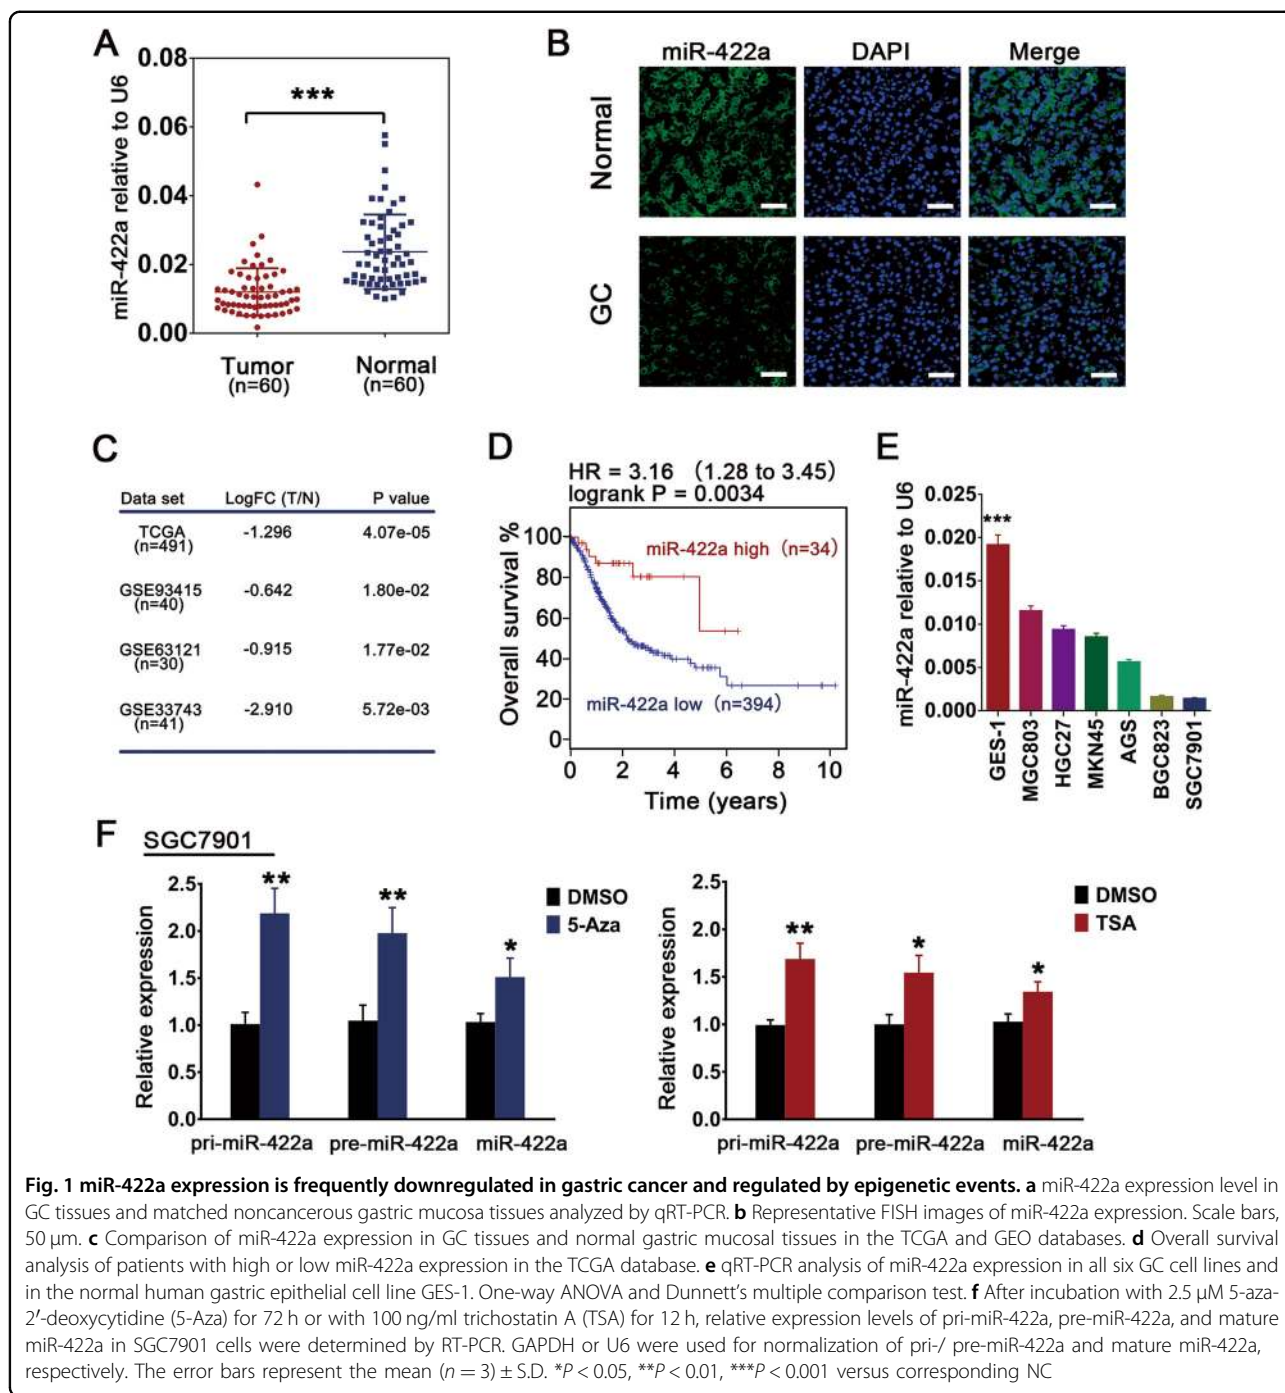 A
miR-422a relative to U6
0.08
0.06
0.04
0.02
0.00
***
Tumor
(n=60)
Normal
(n=60)
B
miR-422a
DAPI
Merge
Normal
GC
C
Data set LogFC (T/N) P value
TCGA -1.296 4.07e-05
(n=491)
GSE93415 -0.642 1.80e-02
(n=40)
GSE63121 -0.915 1.77e-02
(n=30)
GSE33743 -2.910 5.72e-03
(n=41)
D
HR = 3.16 (1.28 to 3.45)
logrank P = 0.0034
Overall survival %
100
80
60
40
20
0
miR-422a high (n=34)
miR-422a low (n=394)
0 2 4 6 8 10
Time (years)
E
miR-422a relative to U6
0.025
0.020
0.015
0.010
0.005
0.000
***
GES-1
MGC803
HGC27
MKN45
AGS
BGC823
SGC7901
F
SGC7901
Relative expression
2.5
2.0
1.5
1.0
0.5
0.0
**
**
*
DMSO
5-Aza
pri-miR-422a pre-miR-422a miR-422a
Relative expression
2.5
2.0
1.5
1.0
0.5
0.0
**
*
*
DMSO
TSA
pri-miR-422a pre-miR-422a miR-422a
Fig. 1 miR-422a expression is frequently downregulated in gastric cancer and regulated by epigenetic events. a miR-422a expression level in
GC tissues and matched noncancerous gastric mucosa tissues analyzed by qRT-PCR. b Representative FISH images of miR-422a expression. Scale bars,
50 μm. c Comparison of miR-422a expression in GC tissues and normal gastric mucosal tissues in the TCGA and GEO databases. d Overall survival
analysis of patients with high or low miR-422a expression in the TCGA database. e qRT-PCR analysis of miR-422a expression in all six GC cell lines and
in the normal human gastric epithelial cell line GES-1. One-way ANOVA and Dunnett's multiple comparison test. f After incubation with 2.5 μM 5-aza-
2′-deoxycytidine (5-Aza) for 72 h or with 100 ng/ml trichostatin A (TSA) for 12 h, relative expression levels of pri-miR-422a, pre-miR-422a, and mature
miR-422a in SGC7901 cells were determined by RT-PCR. GAPDH or U6 were used for normalization of pri-/ pre-miR-422a and mature miR-422a,
respectively. The error bars represent the mean (n = 3) ± S.D. *P < 0.05, **P < 0.01, ***P < 0.001 versus corresponding NC